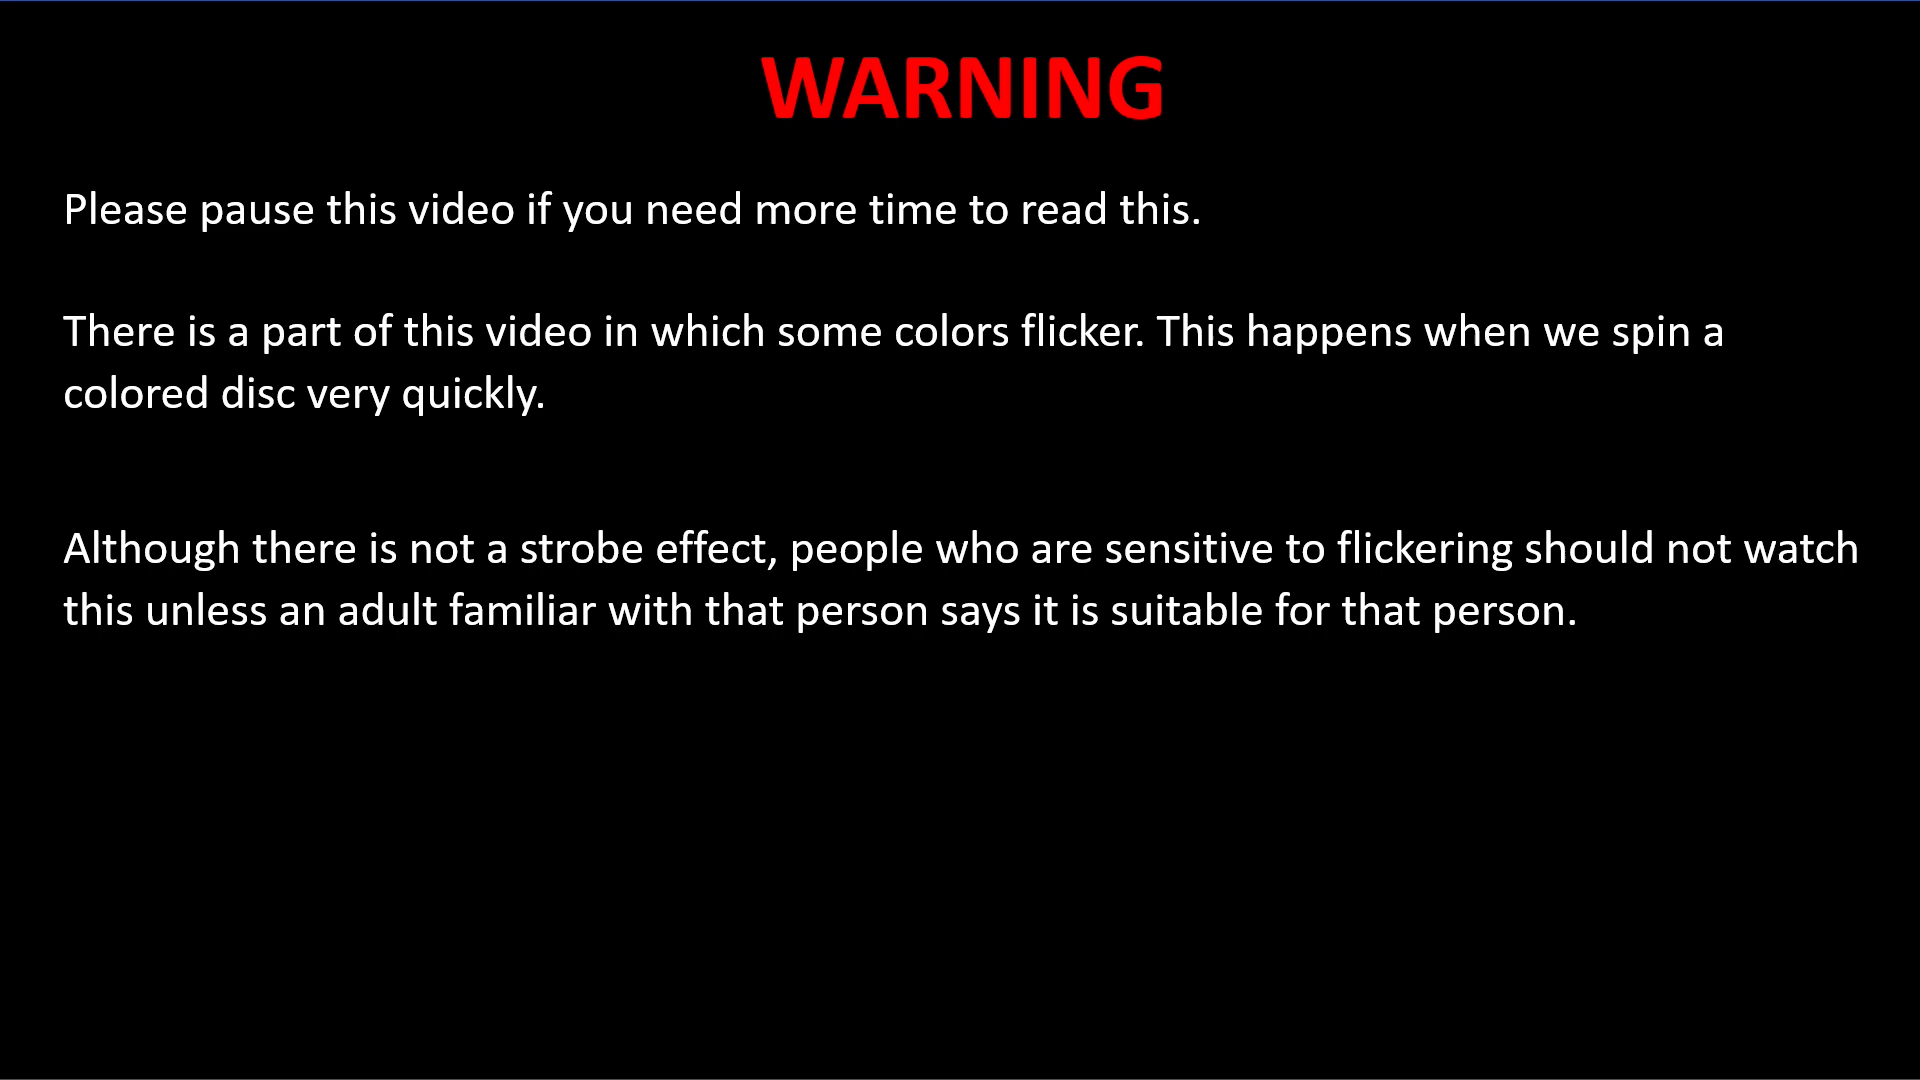 WARNING
Please pause this video if you need more time to read this.
There is a part of this video in which some colors flicker. This happens when we spin a
colored disc very quickly.
Although there is not a strobe effect, people who are sensitive to flickering should not watch
this unless an adult familiar with that person says it is suitable for that person.